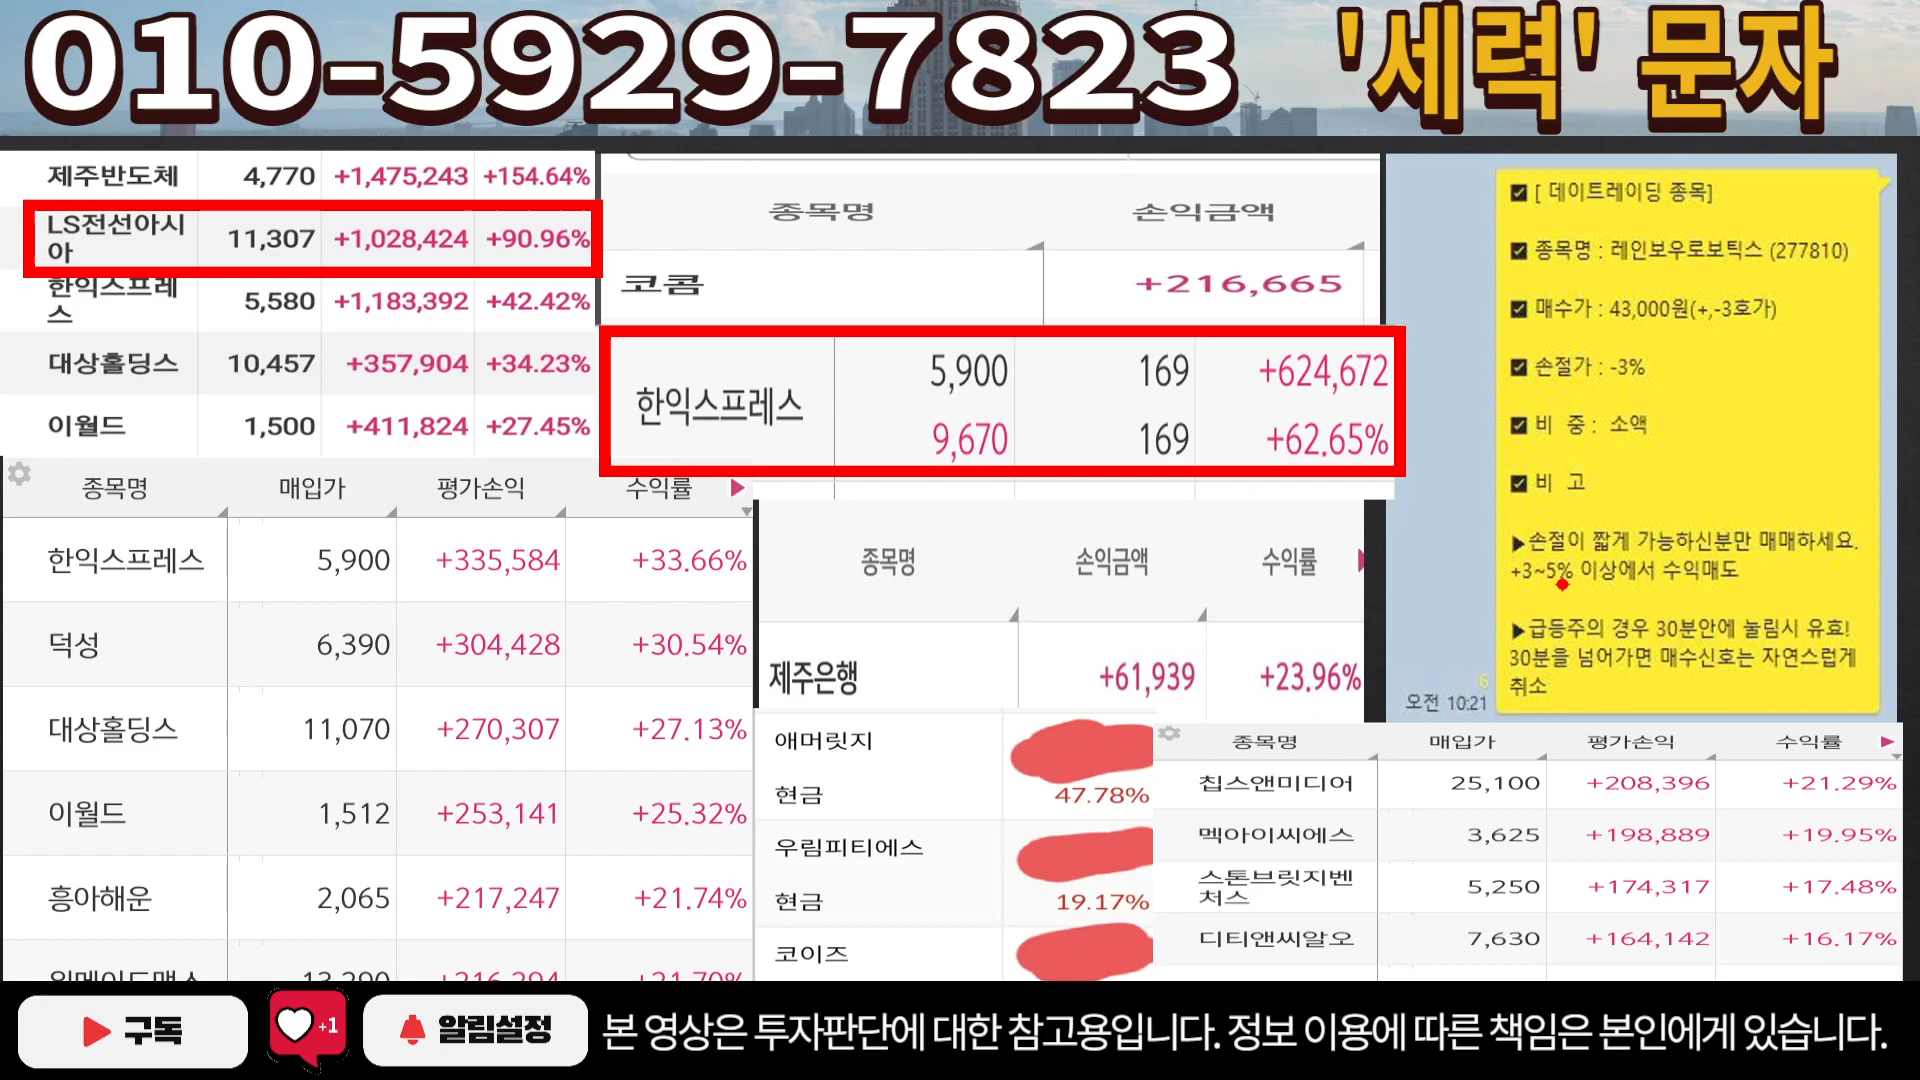 010-5929-7823 '세력' 문자
제주반도체 4,770 +1,475,243 +154.64%
LS전선아시아 11,307 +1,028,424 +90.96%
한익스프레스 5,580 +1,183,392 +42.42%
대상홀딩스 10,457 +357,904 +34.23%
이월드 1,500 +411,824 +27.45%
종목명 손익금액
코콤 +216,665
한익스프레스 5,900 169 +624,672
9,670 169 +62.65%
☑ [ 데이트레이딩 종목]
☑ 종목명 : 레인보우로보틱스 (277810)
☑ 매수가 : 43,000원(+,-3호가)
☑ 손절가 : -3%
☑ 비 중 : 소액
☑ 비 고
▶손절이 짧게 가능하신분만 매매하세요.
+3~5% 이상에서 수익매도
▶급등주의 경우 30분안에 눌림시 유효!
30분을 넘어가면 매수신호는 자연스럽게
취소
6
오전 10:21
종목명 매입가 평가손익 수익률
한익스프레스 5,900 +335,584 +33.66%
덕성 6,390 +304,428 +30.54%
대상홀딩스 11,070 +270,307 +27.13%
이월드 1,512 +253,141 +25.32%
흥아해운 2,065 +217,247 +21.74%
종목명 손익금액 수익률
제주은행 +61,939 +23.96%
애머릿지
현금 47.78%
우림피티에스
현금 19.17%
코이즈
종목명 매입가 평가손익 수익률
칩스앤미디어 25,100 +208,396 +21.29%
멕아이씨에스 3,625 +198,889 +19.95%
스톤브릿지벤처스 5,250 +174,317 +17.48%
디티앤씨알오 7,630 +164,142 +16.17%
구독 +1 알림설정 본 영상은 투자판단에 대한 참고용입니다. 정보 이용에 따른 책임은 본인에게 있습니다.